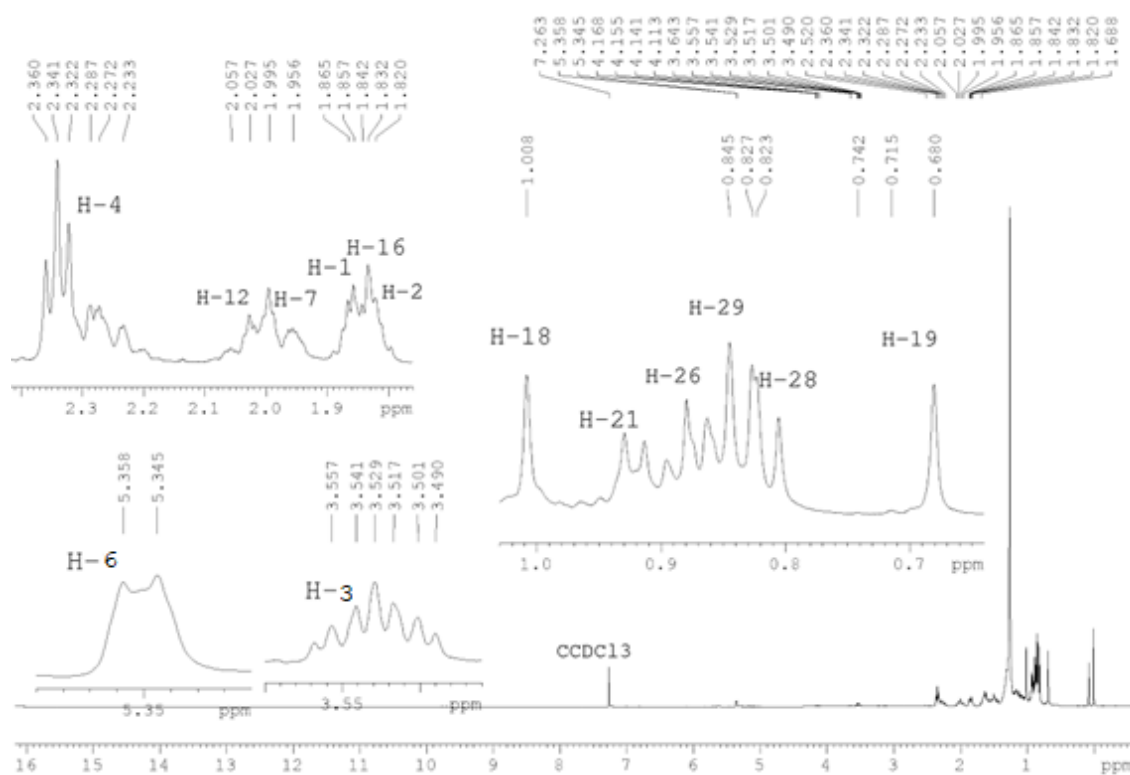 7.263 5.358 5.345 4.168 4.155 4.141 4.113 3.643 3.557 3.541 3.529 3.517 3.501 3.490 2.520 2.360 2.341 2.322 2.287 2.272 2.233 2.057 2.027 1.995 1.956 1.865 1.857 1.842 1.832 1.820 1.688
2.360 2.341 2.322 2.287 2.272 2.233 2.057 2.027 1.995 1.956 1.865 1.857 1.842 1.832 1.820
H-4
H-16
H-1
H-12 H-7 H-2
2.3 2.2 2.1 2.0 1.9 ppm
1.008 0.845 0.827 0.823 0.742 0.715 0.680
H-29
H-18 H-19
H-26 H-28
H-21
1.0 0.9 0.8 0.7 ppm
5.358 5.345
H-6
5.35 ppm
3.557 3.541 3.529 3.517 3.501 3.490
H-3
3.55 ppm
CCDCl3
16 15 14 13 12 11 10 9 8 7 6 5 4 3 2 1 ppm